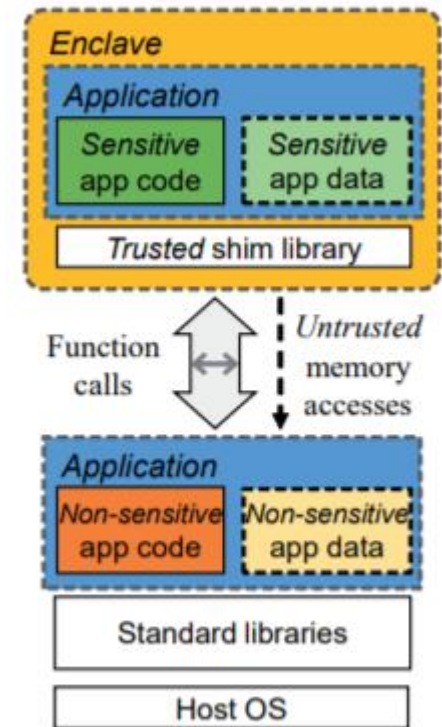 Enclave
Application
Sensitive
app code
Sensitive
app data
Trusted shim library
Function
calls
Untrusted
memory
accesses
Application
Non-sensitive
app code
Non-sensitive
app data
Standard libraries
Host OS